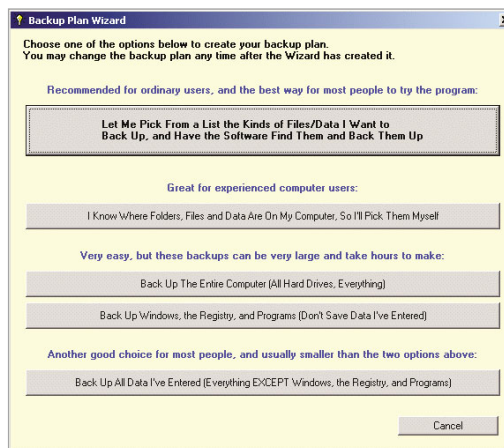 Backup Plan Wizard
Choose one of the options below to create your backup plan.
You may change the backup plan any time after the Wizard has created it.
Recommended for ordinary users, and the best way for most people to try the program:
Let Me Pick From a List the Kinds of Files/Data I Want to
Back Up, and Have the Software Find Them and Back Them Up
Great for experienced computer users:
I Know Where Folders, Files and Data Are On My Computer, So I'll Pick Them Myself
Very easy, but these backups can be very large and take hours to make:
Back Up The Entire Computer (All Hard Drives, Everything)
Back Up Windows, the Registry, and Programs (Don't Save Data I've Entered)
Another good choice for most people, and usually smaller than the two options above:
Back Up All Data I've Entered (Everything EXCEPT Windows, the Registry, and Programs)
Cancel